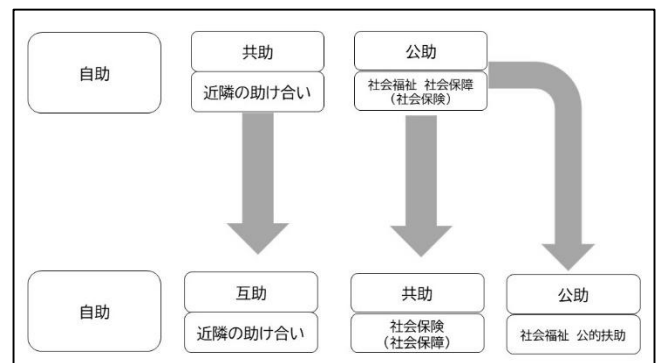 自助
共助
近隣の助け合い
公助
社会福祉 社会保障
（社会保険）
自助
互助
近隣の助け合い
共助
社会保険
（社会保障）
公助
社会福祉 公的扶助